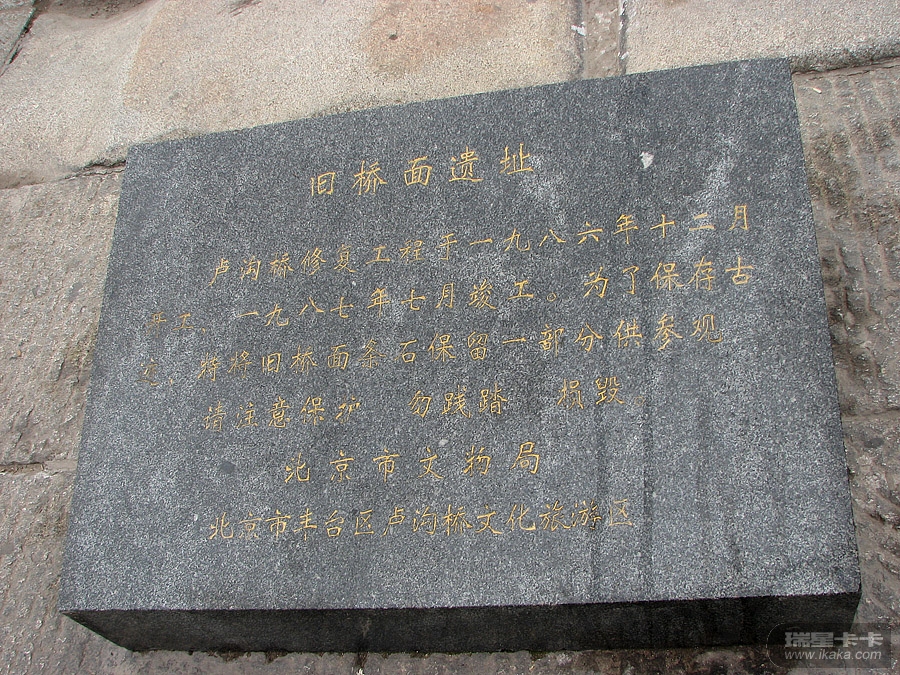 旧桥面遗址
卢沟桥修复工程于一九八六年十二月
开工、一九八七年七月竣工。为了保存古
迹、特将旧桥面条石保留一部分供参观
请注意保护 勿践踏 损毁。
北京市文物局
北京市丰台区卢沟桥文化旅游区
瑞星卡卡
www.ikaka.com